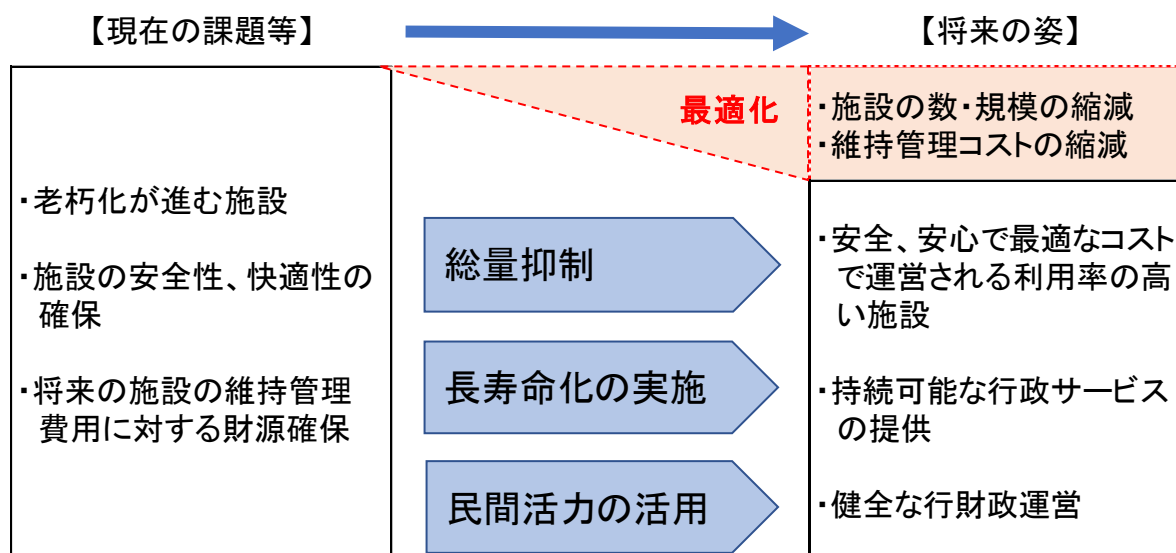 【現在の課題等】
【将来の姿】
・老朽化が進む施設
・施設の安全性、快適性の
確保
・将来の施設の維持管理
費用に対する財源確保
最適化
総量抑制
長寿命化の実施
民間活力の活用
・施設の数・規模の縮減
・維持管理コストの縮減
・安全、安心で最適なコスト
で運営される利用率の高
い施設
・持続可能な行政サービス
の提供
・健全な行財政運営